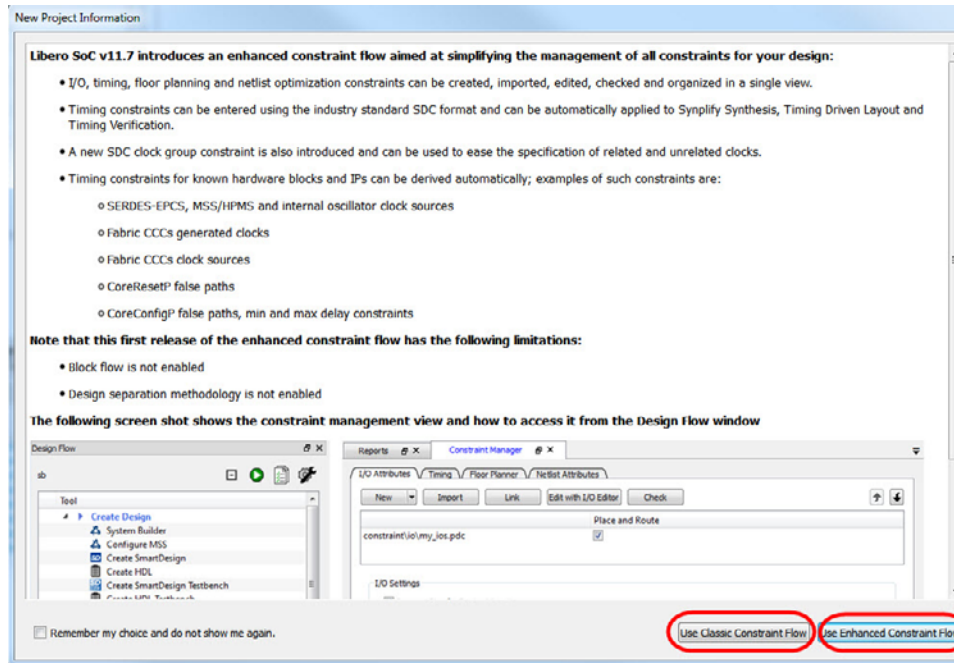 New Project Information
Libero SoC v11.7 introduces an enhanced constraint flow aimed at simplifying the management of all constraints for your design:
• I/O, timing, floor planning and netlist optimization constraints can be created, imported, edited, checked and organized in a single view.
• Timing constraints can be entered using the industry standard SDC format and can be automatically applied to Synplify Synthesis, Timing Driven Layout and
Timing Verification.
• A new SDC clock group constraint is also introduced and can be used to ease the specification of related and unrelated clocks.
• Timing constraints for known hardware blocks and IPs can be derived automatically; examples of such constraints are:
o SERDES-EPCS, MSS/HPMS and internal oscillator clock sources
o Fabric CCCs generated clocks
o Fabric CCCs clock sources
o CoreResetP false paths
o CoreConfigP false paths, min and max delay constraints
Note that this first release of the enhanced constraint flow has the following limitations:
• Block flow is not enabled
• Design separation methodology is not enabled
The following screen shot shows the constraint management view and how to access it from the Design Flow window
Design Flow
Reports Constraint Manager
sb
I/O Attributes Timing Floor Planner Netlist Attributes
Tool
New Import Link Edit with I/O Editor Check
Create Design
Place and Route
System Builder
constraint\io\my_ios.pdc
Configure MSS
Create SmartDesign
Create HDL
Create SmartDesign Testbench
I/O Settings
Create HDL Testbench
Remember my choice and do not show me again.
Use Classic Constraint Flow
Use Enhanced Constraint Flo